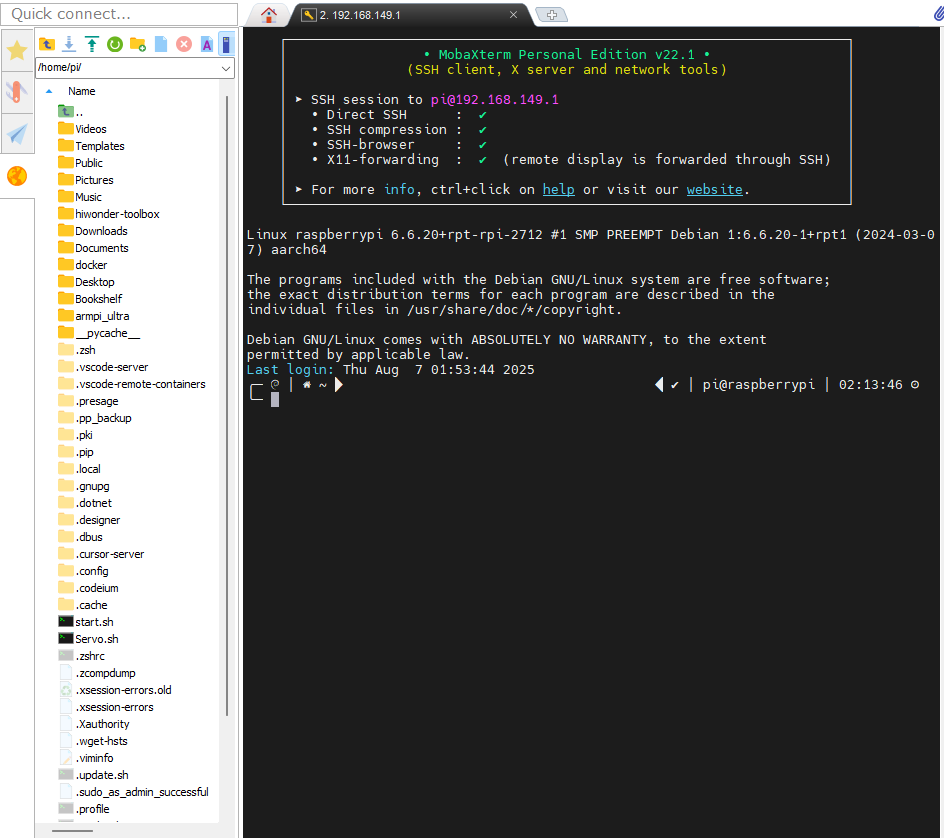 Quick connect...
2. 192.168.149.1
/home/pi/
Name
..
Videos
Templates
Public
Pictures
Music
hiwonder-toolbox
Downloads
Documents
docker
Desktop
Bookshelf
armpi_ultra
__pycache__
.zsh
.vscode-server
.vscode-remote-containers
.presage
.pp_backup
.pki
.pip
.local
.gnupg
.dotnet
.designer
.dbus
.cursor-server
.config
.codeium
.cache
start.sh
Servo.sh
.zshrc
.zcompdump
.xsession-errors.old
.xsession-errors
.Xauthority
.wget-hsts
.viminfo
.update.sh
.sudo_as_admin_successful
.profile
• MobaXterm Personal Edition v22.1 •
(SSH client, X server and network tools)
➤ SSH session to pi@192.168.149.1
• Direct SSH : ✔
• SSH compression : ✔
• SSH-browser : ✔
• X11-forwarding : ✔ (remote display is forwarded through SSH)
➤ For more info, ctrl+click on help or visit our website.
Linux raspberrypi 6.6.20+rpt-rpi-2712 #1 SMP PREEMPT Debian 1:6.6.20-1+rpt1 (2024-03-0
7) aarch64
The programs included with the Debian GNU/Linux system are free software;
the exact distribution terms for each program are described in the
individual files in /usr/share/doc/*/copyright.
Debian GNU/Linux comes with ABSOLUTELY NO WARRANTY, to the extent
permitted by applicable law.
Last login: Thu Aug  7 01:53:44 2025
~ ✔ | pi@raspberrypi | 02:13:46